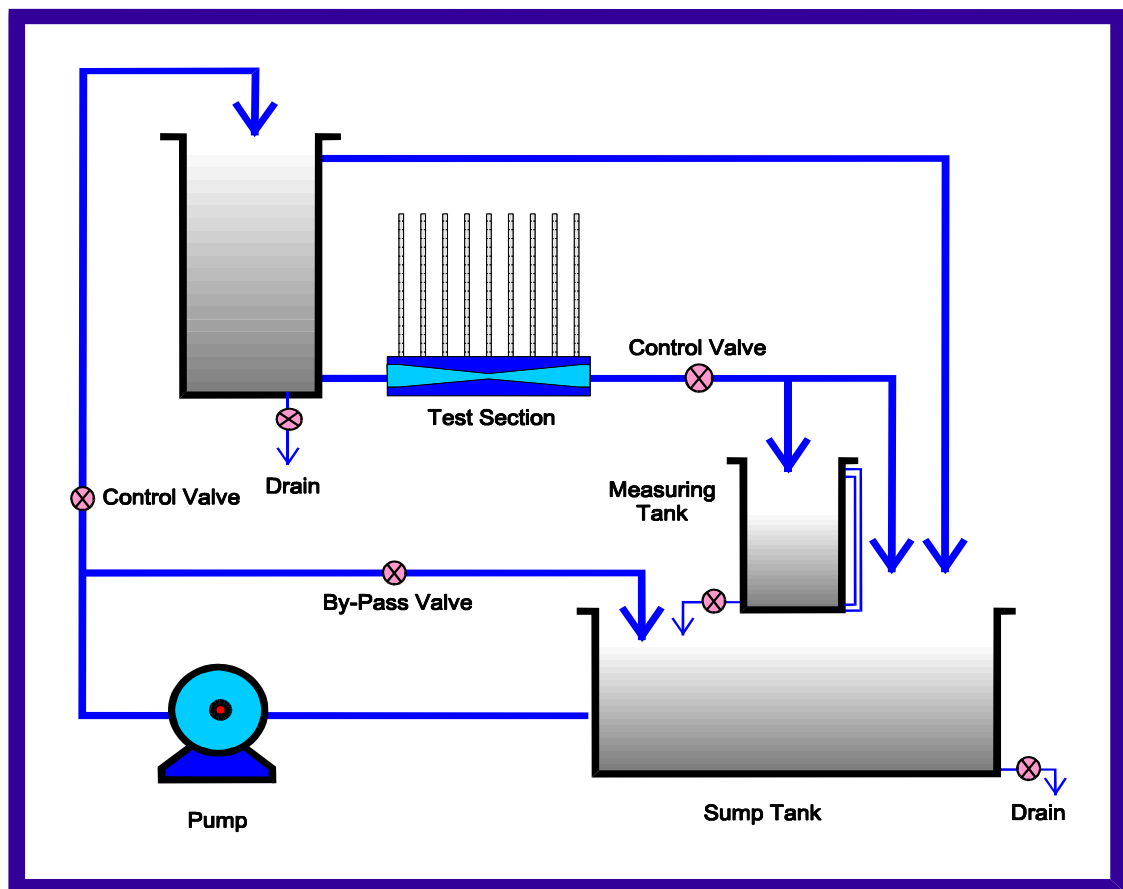 Control Valve
Test Section
Drain
Measuring
Tank
Control Valve
By-Pass Valve
Sump Tank
Drain
Pump